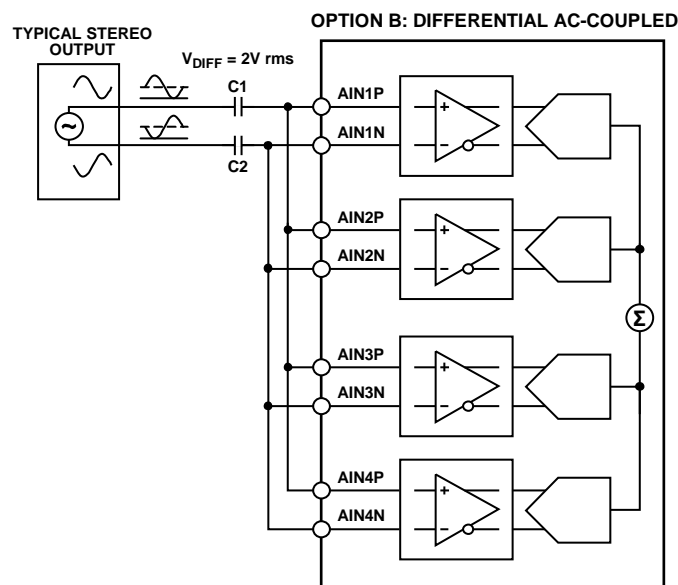 OPTION B: DIFFERENTIAL AC-COUPLED
TYPICAL STEREO
OUTPUT
V_DIFF = 2V rms
C1
C2
~
AIN1P
AIN1N
+
−
AIN2P
AIN2N
+
−
Σ
AIN3P
AIN3N
+
−
AIN4P
AIN4N
+
−